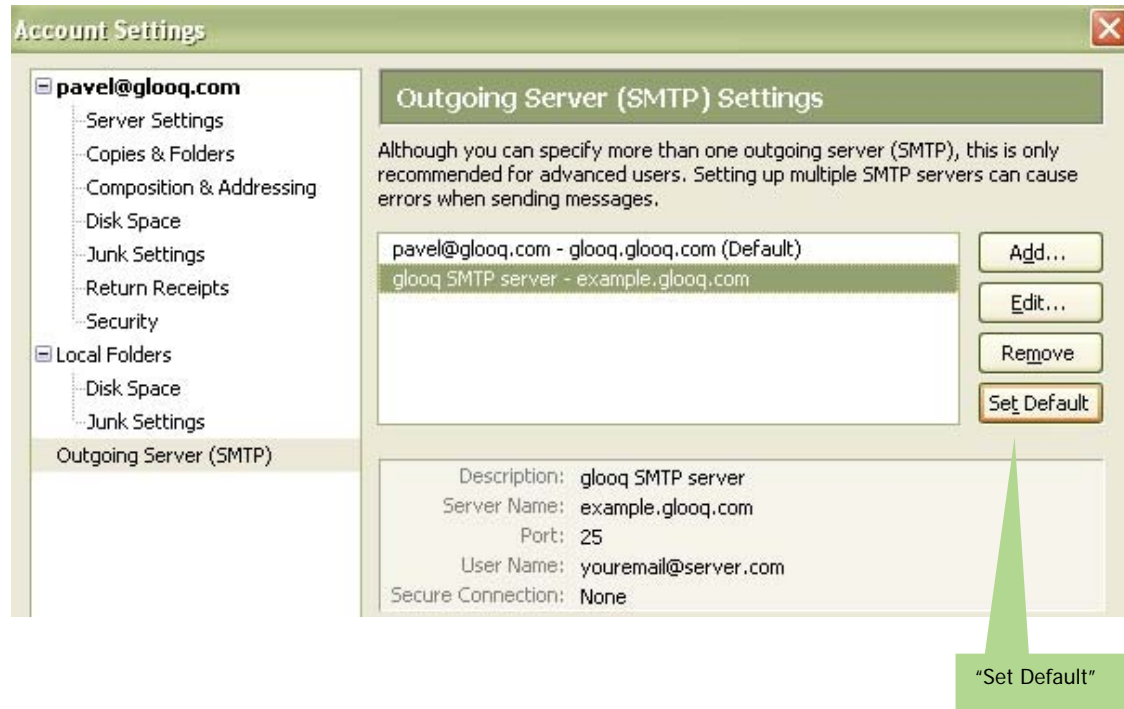 Account Settings
pavel@glooq.com
Server Settings
Copies & Folders
Composition & Addressing
Disk Space
Junk Settings
Return Receipts
Security
Local Folders
Disk Space
Junk Settings
Outgoing Server (SMTP)
Outgoing Server (SMTP) Settings
Although you can specify more than one outgoing server (SMTP), this is only
recommended for advanced users. Setting up multiple SMTP servers can cause
errors when sending messages.
pavel@glooq.com - glooq.glooq.com (Default)
glooq SMTP server - example.glooq.com
Add...
Edit...
Remove
Set Default
Description: glooq SMTP server
Server Name: example.glooq.com
Port: 25
User Name: youremail@server.com
Secure Connection: None
"Set Default"